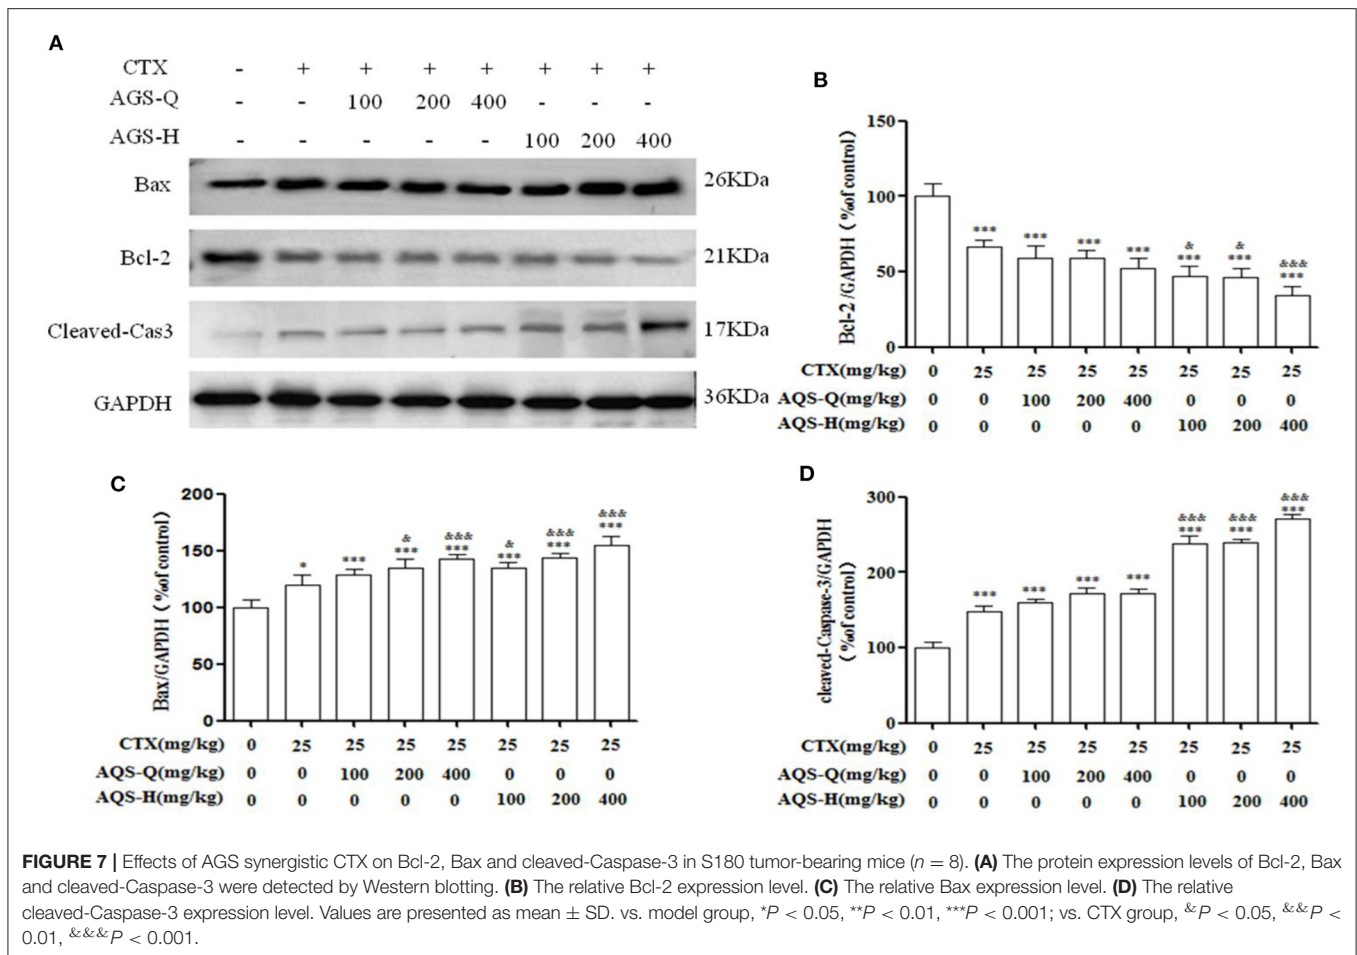 A
CTX - + + + + + + +
AGS-Q - - 100 200 400 - - -
AGS-H - - - - - 100 200 400
Bax 26KDa
Bcl-2 21KDa
Cleaved-Cas3 17KDa
GAPDH 36KDa
B
Bcl-2 /GAPDH (%of control)
150
100
50
0
*** *** *** *** & *** & *** &&& ***
CTX(mg/kg) 0 25 25 25 25 25 25 25
AQS-Q(mg/kg) 0 0 100 200 400 0 0 0
AQS-H(mg/kg) 0 0 0 0 0 100 200 400
C
Bax/GAPDH (%of control)
200
150
100
50
0
* *** & *** &&& *** & *** &&& *** &&& ***
CTX(mg/kg) 0 25 25 25 25 25 25 25
AQS-Q(mg/kg) 0 0 100 200 400 0 0 0
AQS-H(mg/kg) 0 0 0 0 0 100 200 400
D
cleaved-Caspase-3/GAPDH
(%of control)
300
200
100
0
*** *** *** *** &&& *** &&& *** &&& ***
CTX(mg/kg) 0 25 25 25 25 25 25 25
AQS-Q(mg/kg) 0 0 100 200 400 0 0 0
AQS-H(mg/kg) 0 0 0 0 0 100 200 400
FIGURE 7 | Effects of AGS synergistic CTX on Bcl-2, Bax and cleaved-Caspase-3 in S180 tumor-bearing mice (n = 8). (A) The protein expression levels of Bcl-2, Bax
and cleaved-Caspase-3 were detected by Western blotting. (B) The relative Bcl-2 expression level. (C) The relative Bax expression level. (D) The relative
cleaved-Caspase-3 expression level. Values are presented as mean ± SD. vs. model group, *P < 0.05, **P < 0.01, ***P < 0.001; vs. CTX group, &P < 0.05, &&P <
0.01, &&&P < 0.001.